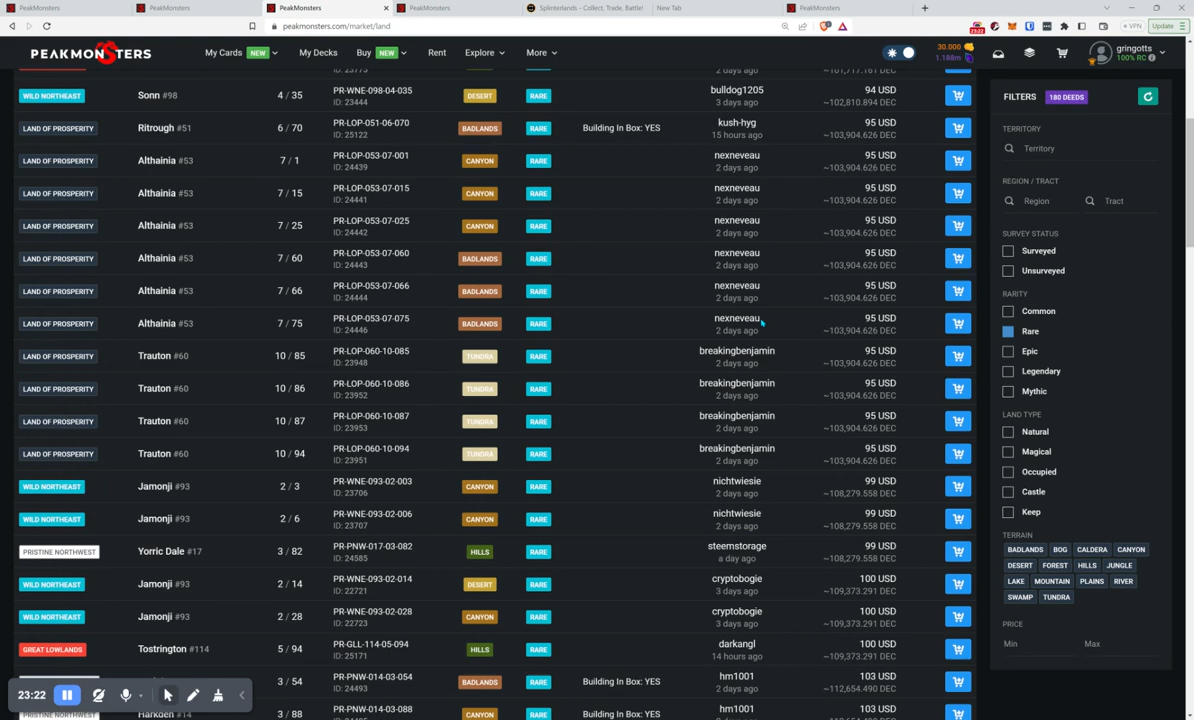 PeakMonsters
PeakMonsters
PeakMonsters
PeakMonsters
Splinterlands - Collect, Trade, Battle!
New Tab
PeakMonsters
peakmonsters.com/market/land
VPN
Update
23:22
PEAKMONSTERS
My Cards NEW
My Decks
Buy NEW
Rent
Explore
More
30.000
1.188m
gringotts
100% RC
2 days ago ~101,717.161 DEC
WILD NORTHEAST Sonn #98 4 / 35 PR-WNE-098-04-035 ID: 23444 DESERT RARE bulldog1205 3 days ago 94 USD ~102,810.894 DEC
LAND OF PROSPERITY Ritrough #51 6 / 70 PR-LOP-051-06-070 ID: 25122 BADLANDS RARE Building In Box: YES kush-hyg 15 hours ago 95 USD ~103,904.626 DEC
LAND OF PROSPERITY Althainia #53 7 / 1 PR-LOP-053-07-001 ID: 24439 CANYON RARE nexneveau 2 days ago 95 USD ~103,904.626 DEC
LAND OF PROSPERITY Althainia #53 7 / 15 PR-LOP-053-07-015 ID: 24441 CANYON RARE nexneveau 2 days ago 95 USD ~103,904.626 DEC
LAND OF PROSPERITY Althainia #53 7 / 25 PR-LOP-053-07-025 ID: 24442 CANYON RARE nexneveau 2 days ago 95 USD ~103,904.626 DEC
LAND OF PROSPERITY Althainia #53 7 / 60 PR-LOP-053-07-060 ID: 24443 BADLANDS RARE nexneveau 2 days ago 95 USD ~103,904.626 DEC
LAND OF PROSPERITY Althainia #53 7 / 66 PR-LOP-053-07-066 ID: 24444 BADLANDS RARE nexneveau 2 days ago 95 USD ~103,904.626 DEC
LAND OF PROSPERITY Althainia #53 7 / 75 PR-LOP-053-07-075 ID: 24446 BADLANDS RARE nexneveau 2 days ago 95 USD ~103,904.626 DEC
LAND OF PROSPERITY Trauton #60 10 / 85 PR-LOP-060-10-085 ID: 23948 TUNDRA RARE breakingbenjamin 2 days ago 95 USD ~103,904.626 DEC
LAND OF PROSPERITY Trauton #60 10 / 86 PR-LOP-060-10-086 ID: 23952 TUNDRA RARE breakingbenjamin 2 days ago 95 USD ~103,904.626 DEC
LAND OF PROSPERITY Trauton #60 10 / 87 PR-LOP-060-10-087 ID: 23953 TUNDRA RARE breakingbenjamin 2 days ago 95 USD ~103,904.626 DEC
LAND OF PROSPERITY Trauton #60 10 / 94 PR-LOP-060-10-094 ID: 23951 TUNDRA RARE breakingbenjamin 2 days ago 95 USD ~103,904.626 DEC
WILD NORTHEAST Jamonji #93 2 / 3 PR-WNE-093-02-003 ID: 23706 CANYON RARE nichtwiesie 2 days ago 99 USD ~108,279.558 DEC
WILD NORTHEAST Jamonji #93 2 / 6 PR-WNE-093-02-006 ID: 23707 CANYON RARE nichtwiesie 2 days ago 99 USD ~108,279.558 DEC
PRISTINE NORTHWEST Yorric Dale #17 3 / 82 PR-PNW-017-03-082 ID: 24585 HILLS RARE steemstorage a day ago 99 USD ~108,279.558 DEC
WILD NORTHEAST Jamonji #93 2 / 14 PR-WNE-093-02-014 ID: 22721 DESERT RARE cryptobogie 3 days ago 100 USD ~109,373.291 DEC
WILD NORTHEAST Jamonji #93 2 / 28 PR-WNE-093-02-028 ID: 22723 CANYON RARE cryptobogie 3 days ago 100 USD ~109,373.291 DEC
GREAT LOWLANDS Tostrington #114 5 / 94 PR-GLL-114-05-094 ID: 25171 HILLS RARE darkangl 14 hours ago 100 USD ~109,373.291 DEC
3 / 54 PR-PNW-014-03-054 ID: 24493 BADLANDS RARE Building In Box: YES hm1001 2 days ago 103 USD ~112,654.490 DEC
3 / 88 PR-PNW-014-03-088 CANYON RARE Building In Box: YES hm1001 103 USD
23:22
FILTERS 180 DEEDS
TERRITORY
Territory
REGION / TRACT
Region Tract
SURVEY STATUS
Surveyed
Unsurveyed
RARITY
Common
Rare
Epic
Legendary
Mythic
LAND TYPE
Natural
Magical
Occupied
Castle
Keep
TERRAIN
BADLANDS BOG CALDERA CANYON
DESERT FOREST HILLS JUNGLE
LAKE MOUNTAIN PLAINS RIVER
SWAMP TUNDRA
PRICE
Min Max